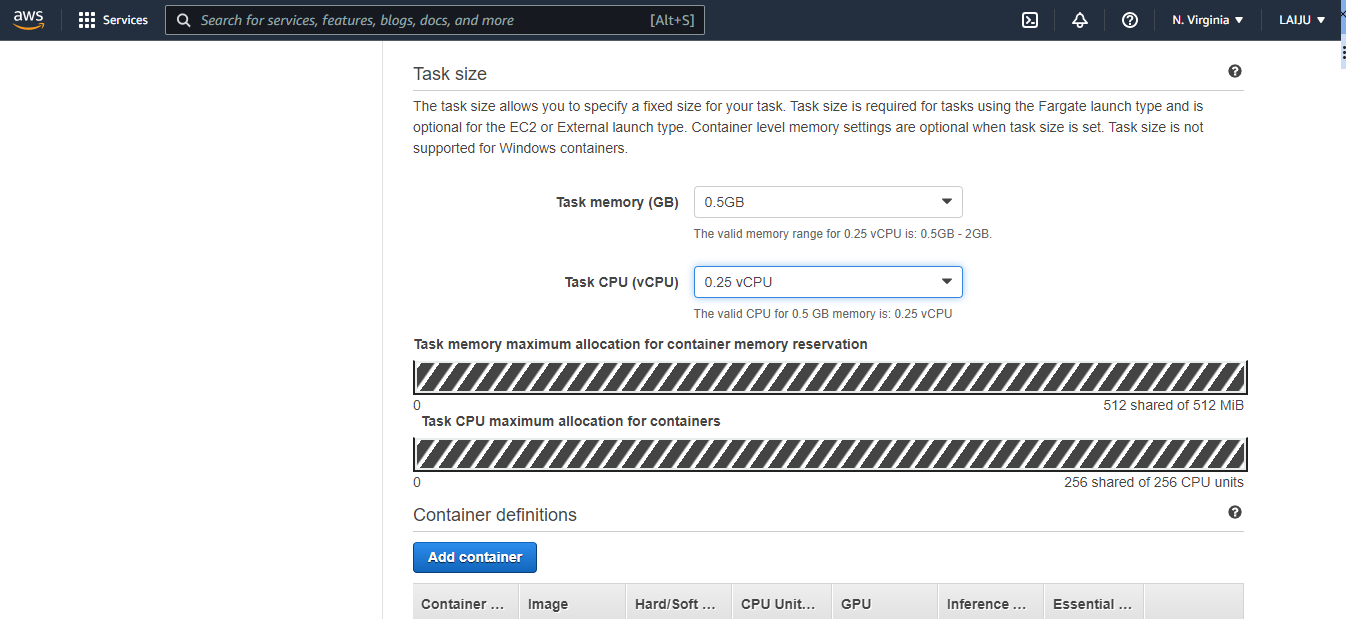 aws Services Search for services, features, blogs, docs, and more [Alt+S] N. Virginia LAIJU
Task size
The task size allows you to specify a fixed size for your task. Task size is required for tasks using the Fargate launch type and is
optional for the EC2 or External launch type. Container level memory settings are optional when task size is set. Task size is not
supported for Windows containers.
Task memory (GB) 0.5GB
The valid memory range for 0.25 vCPU is: 0.5GB - 2GB.
Task CPU (vCPU) 0.25 vCPU
The valid CPU for 0.5 GB memory is: 0.25 vCPU
Task memory maximum allocation for container memory reservation
0 512 shared of 512 MiB
Task CPU maximum allocation for containers
0 256 shared of 256 CPU units
Container definitions
Add container
Container ... Image Hard/Soft ... CPU Unit... GPU Inference ... Essential ...